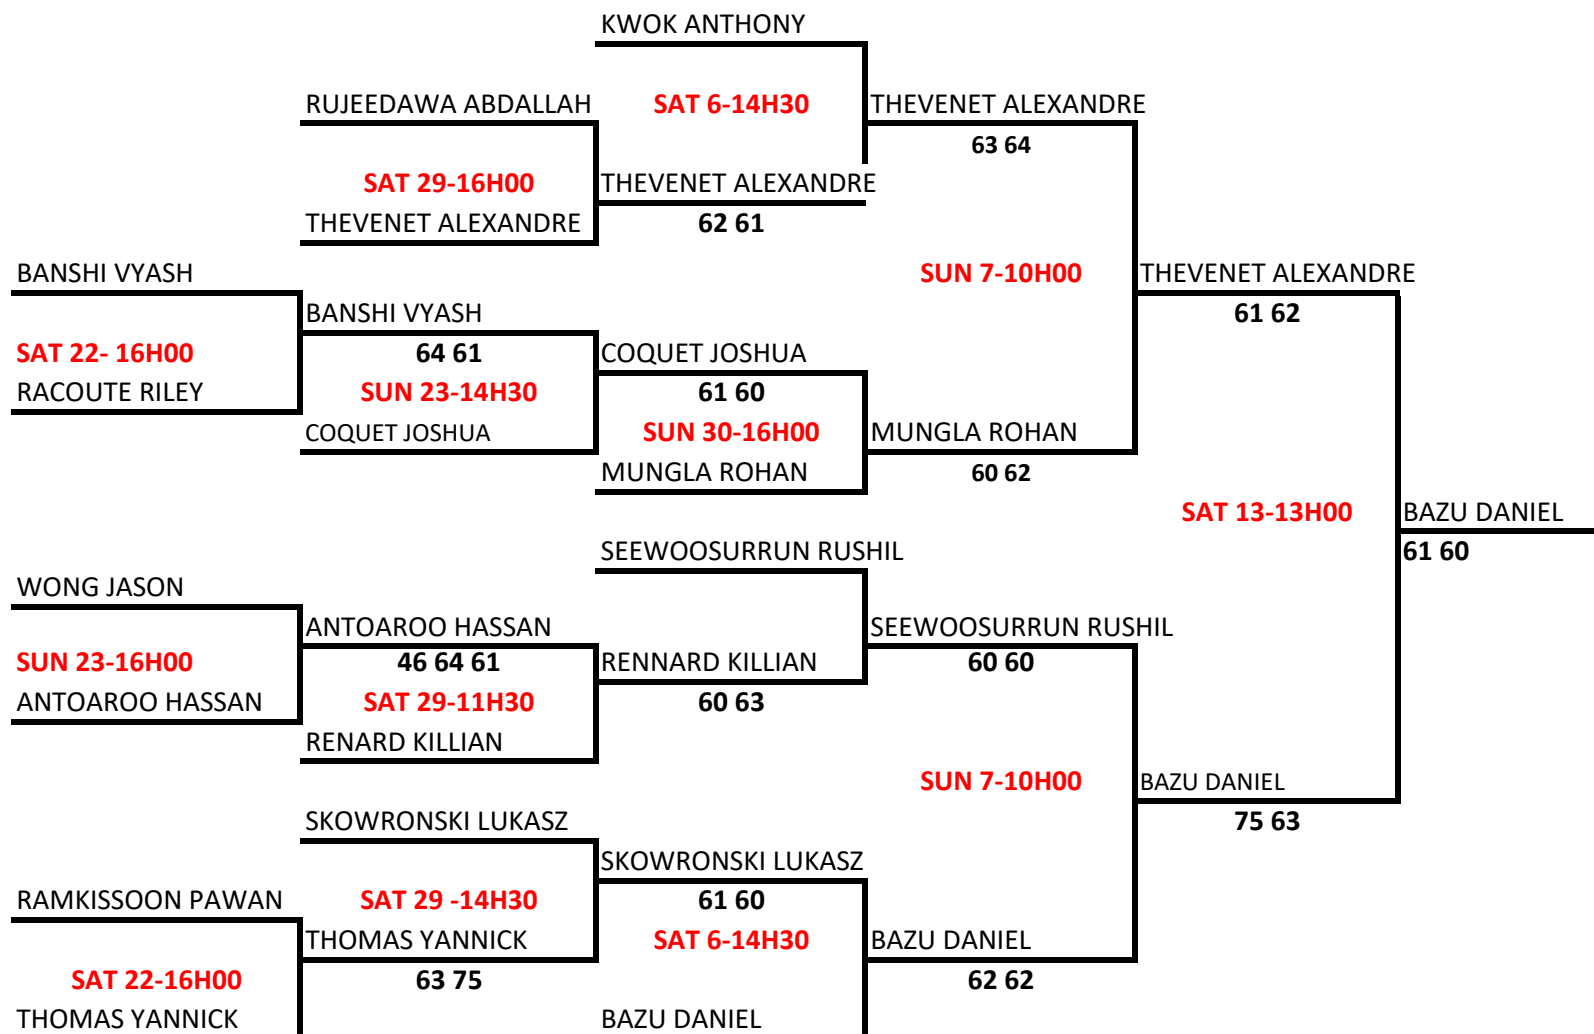 KWOK ANTHONY
RUJEEDAWA ABDALLAH
SAT 6-14H30
THEVENET ALEXANDRE
63 64
SAT 29-16H00
THEVENET ALEXANDRE
THEVENET ALEXANDRE
62 61
BANSHI VYASH
SUN 7-10H00
THEVENET ALEXANDRE
BANSHI VYASH
61 62
SAT 22- 16H00
64 61
COQUET JOSHUA
RACOUTE RILEY
SUN 23-14H30
61 60
COQUET JOSHUA
SUN 30-16H00
MUNGLA ROHAN
MUNGLA ROHAN
60 62
SAT 13-13H00
BAZU DANIEL
SEEWOOSURRUN RUSHIL
61 60
WONG JASON
ANTOAROO HASSAN
SEEWOOSURRUN RUSHIL
SUN 23-16H00
46 64 61
RENNARD KILLIAN
60 60
ANTOAROO HASSAN
SAT 29-11H30
60 63
RENARD KILLIAN
SUN 7-10H00
BAZU DANIEL
SKOWRONSKI LUKASZ
75 63
SKOWRONSKI LUKASZ
RAMKISSOON PAWAN
SAT 29 -14H30
61 60
THOMAS YANNICK
SAT 6-14H30
BAZU DANIEL
SAT 22-16H00
63 75
62 62
THOMAS YANNICK
BAZU DANIEL